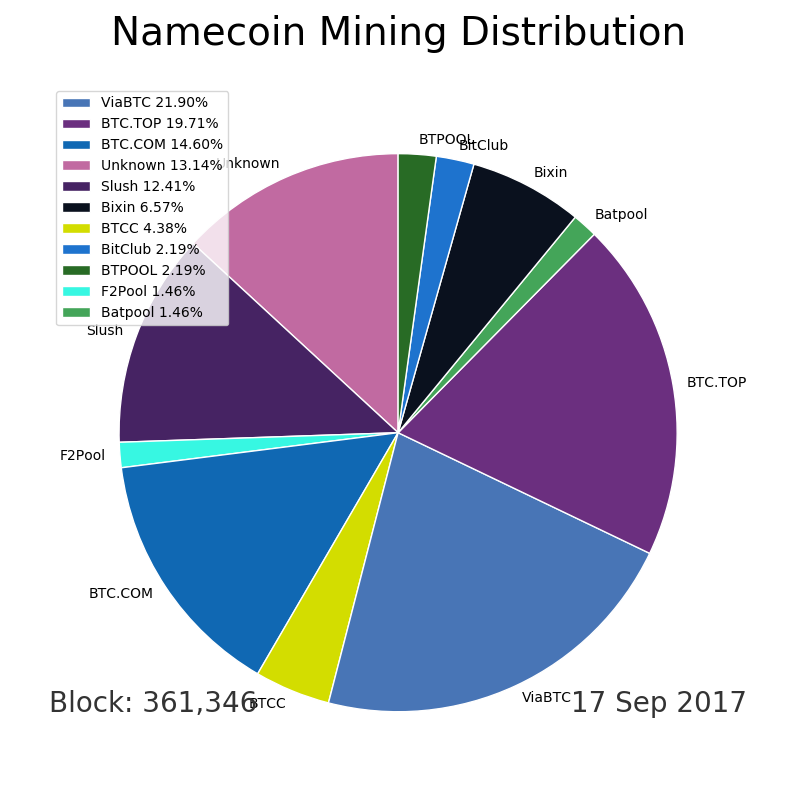 Namecoin Mining Distribution
ViaBTC 21.90%
BTC.TOP 19.71%
BTC.COM 14.60%
Unknown 13.14%
Slush 12.41%
Bixin 6.57%
BTCC 4.38%
BitClub 2.19%
BTPOOL 2.19%
F2Pool 1.46%
Batpool 1.46%
BTPOOL
BitClub
Bixin
Batpool
Unknown
Slush
BTC.TOP
F2Pool
BTC.COM
BTCC
ViaBTC
Block: 361,346
17 Sep 2017